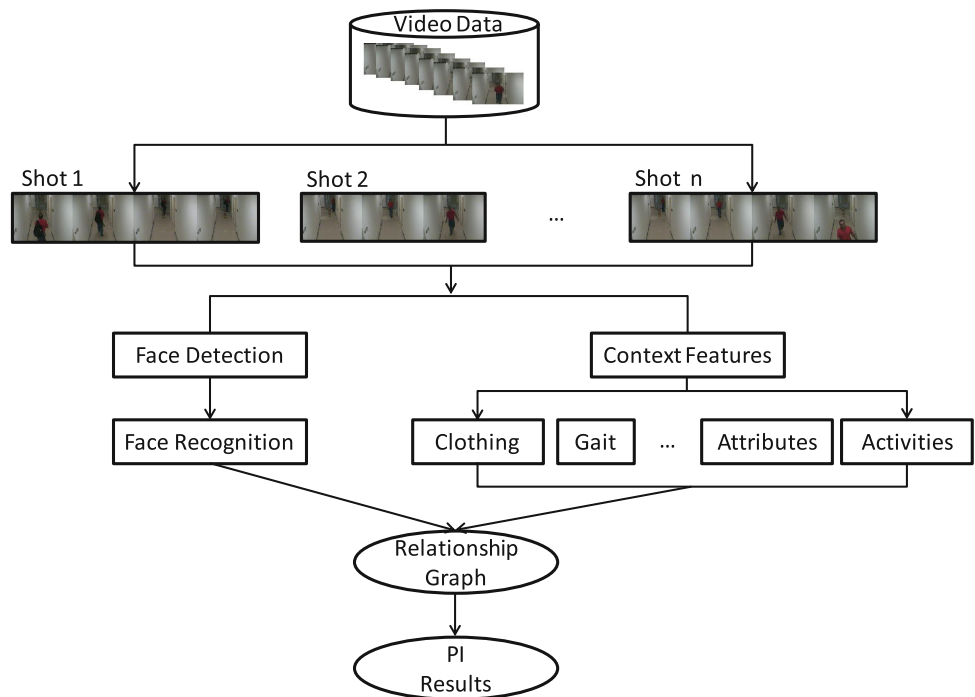 Video Data
Shot 1
Shot 2
...
Shot n
Face Detection
Context Features
Face Recognition
Clothing
Gait
...
Attributes
Activities
Relationship
Graph
PI
Results